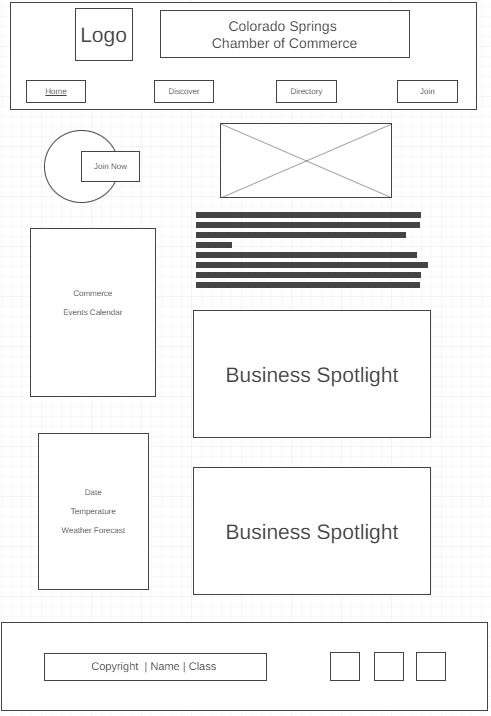 Logo
Colorado Springs
Chamber of Commerce
Home
Discover
Directory
Join
Join Now
Commerce
Events Calendar
Business Spotlight
Date
Temperature
Weather Forecast
Business Spotlight
Copyright  | Name | Class